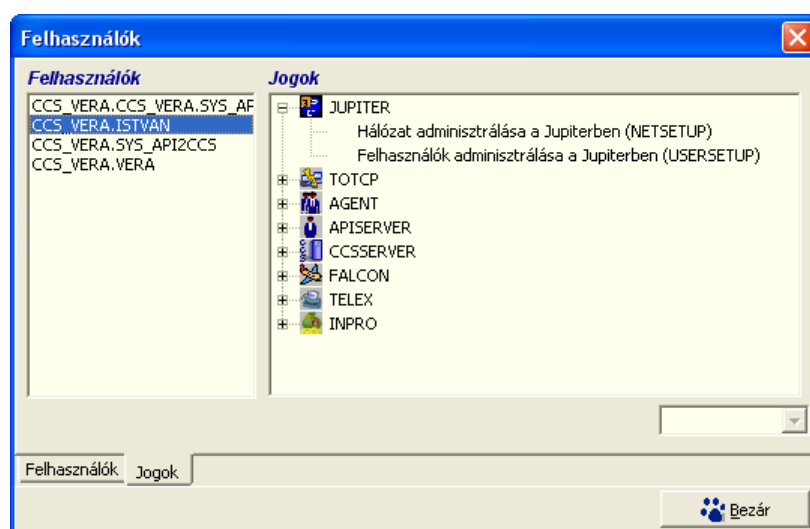 Felhasználók
Felhasználók
Jogok
CCS_VERA.CCS_VERA.SYS_AF
CCS_VERA.ISTVAN
CCS_VERA.SYS_API2CCS
CCS_VERA.VERA
JUPITER
Hálózat adminisztrálása a Jupiterben (NETSETUP)
Felhasználók adminisztrálása a Jupiterben (USERSETUP)
TOTCP
AGENT
APISERVER
CCSSERVER
FALCON
TELEX
INPRO
Felhasználók
Jogok
Bezár